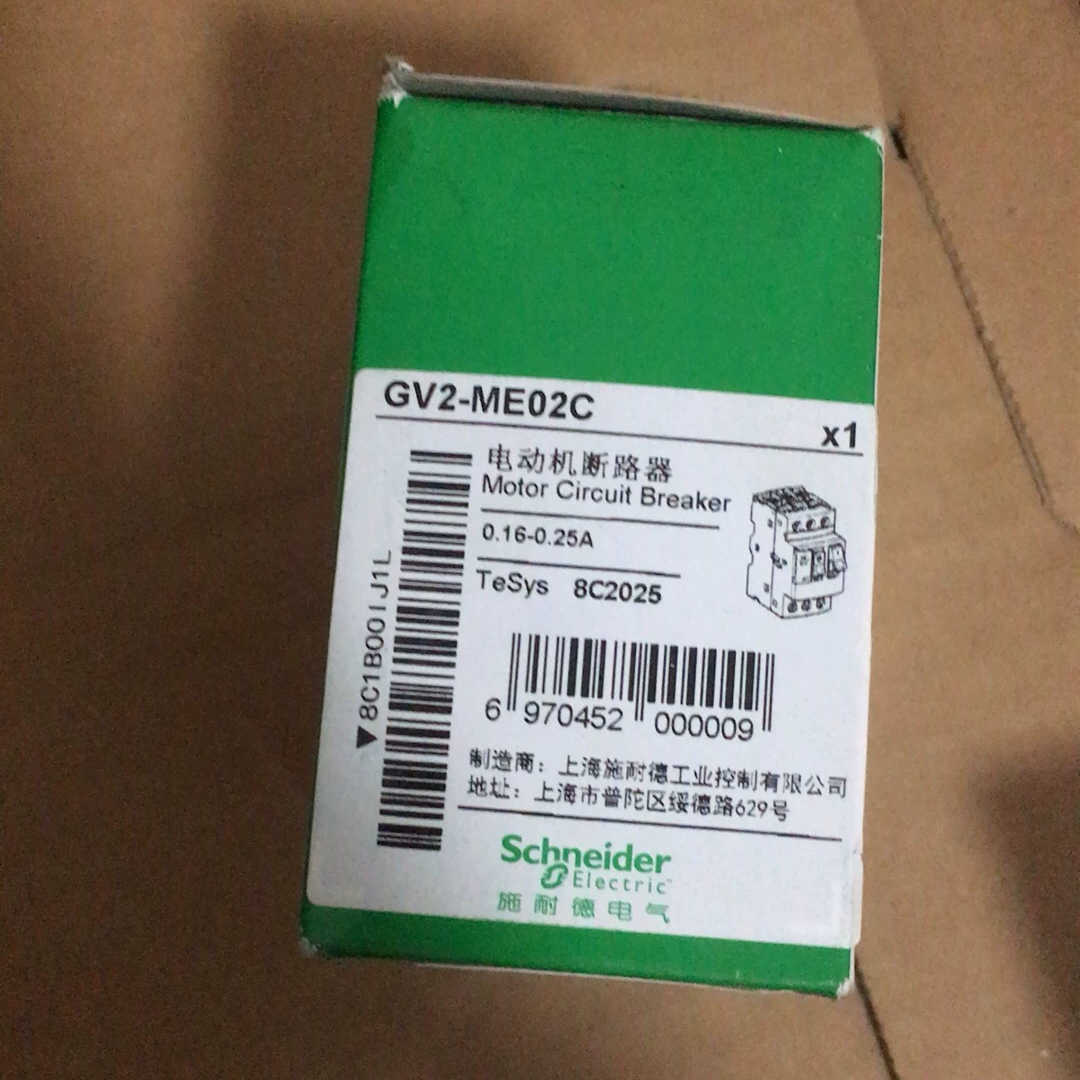 GV2-ME02C
x1
电动机断路器
Motor Circuit Breaker
0.16-0.25A
TeSys 8C2025
▼8C1B00IJ1L
6 970452 000009
制造商：上海施耐德工业控制有限公司
地址：上海市普陀区绥德路629号
Schneider
Electric™
施耐德电气